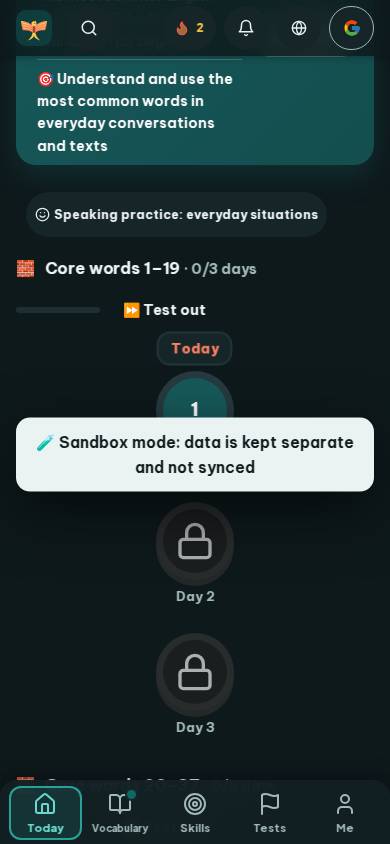 2
🎯 Understand and use the
most common words in
everyday conversations
and texts
Speaking practice: everyday situations
🧱 Core words 1–19 · 0/3 days
⏩ Test out
Today
1
🧪 Sandbox mode: data is kept separate
and not synced
Day 2
Day 3
Today
Vocabulary
Skills
Tests
Me